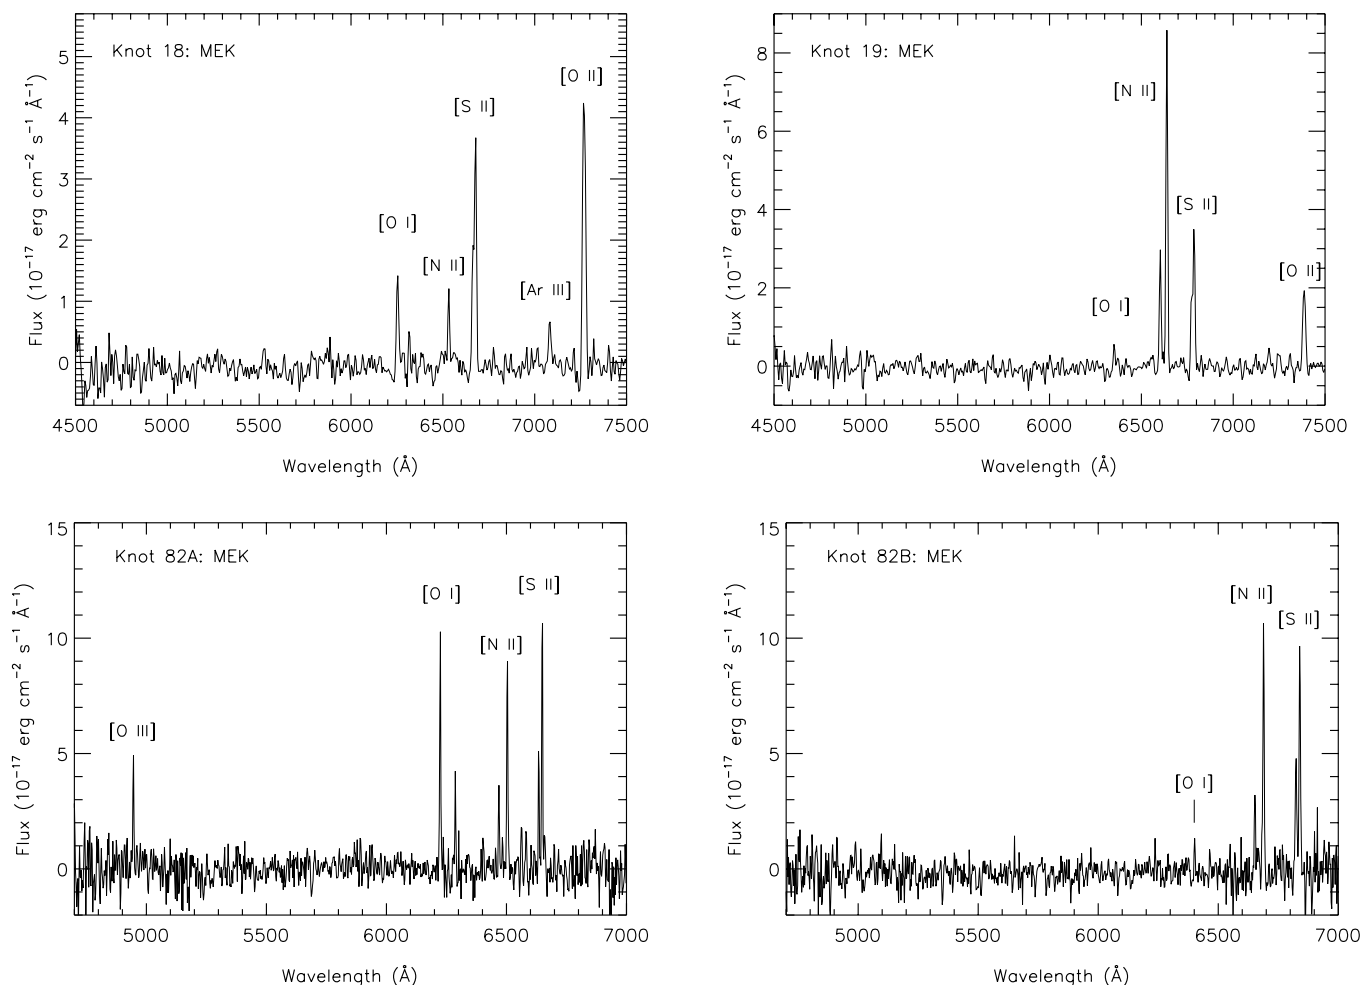 Knot 18: MEK
[O I]
[N II]
[S II]
[Ar III]
[O II]
Flux (10⁻¹⁷ erg cm⁻² s⁻¹ Å⁻¹)
5
4
3
2
1
0
4500 5000 5500 6000 6500 7000 7500
Wavelength (Å)
Knot 19: MEK
[N II]
[S II]
[O I]
[O II]
Flux (10⁻¹⁷ erg cm⁻² s⁻¹ Å⁻¹)
8
6
4
2
0
4500 5000 5500 6000 6500 7000 7500
Wavelength (Å)
Knot 82A: MEK
[O III]
[O I]
[N II]
[S II]
Flux (10⁻¹⁷ erg cm⁻² s⁻¹ Å⁻¹)
15
10
5
0
5000 5500 6000 6500 7000
Wavelength (Å)
Knot 82B: MEK
[N II]
[S II]
[O I]
Flux (10⁻¹⁷ erg cm⁻² s⁻¹ Å⁻¹)
15
10
5
0
5000 5500 6000 6500 7000
Wavelength (Å)